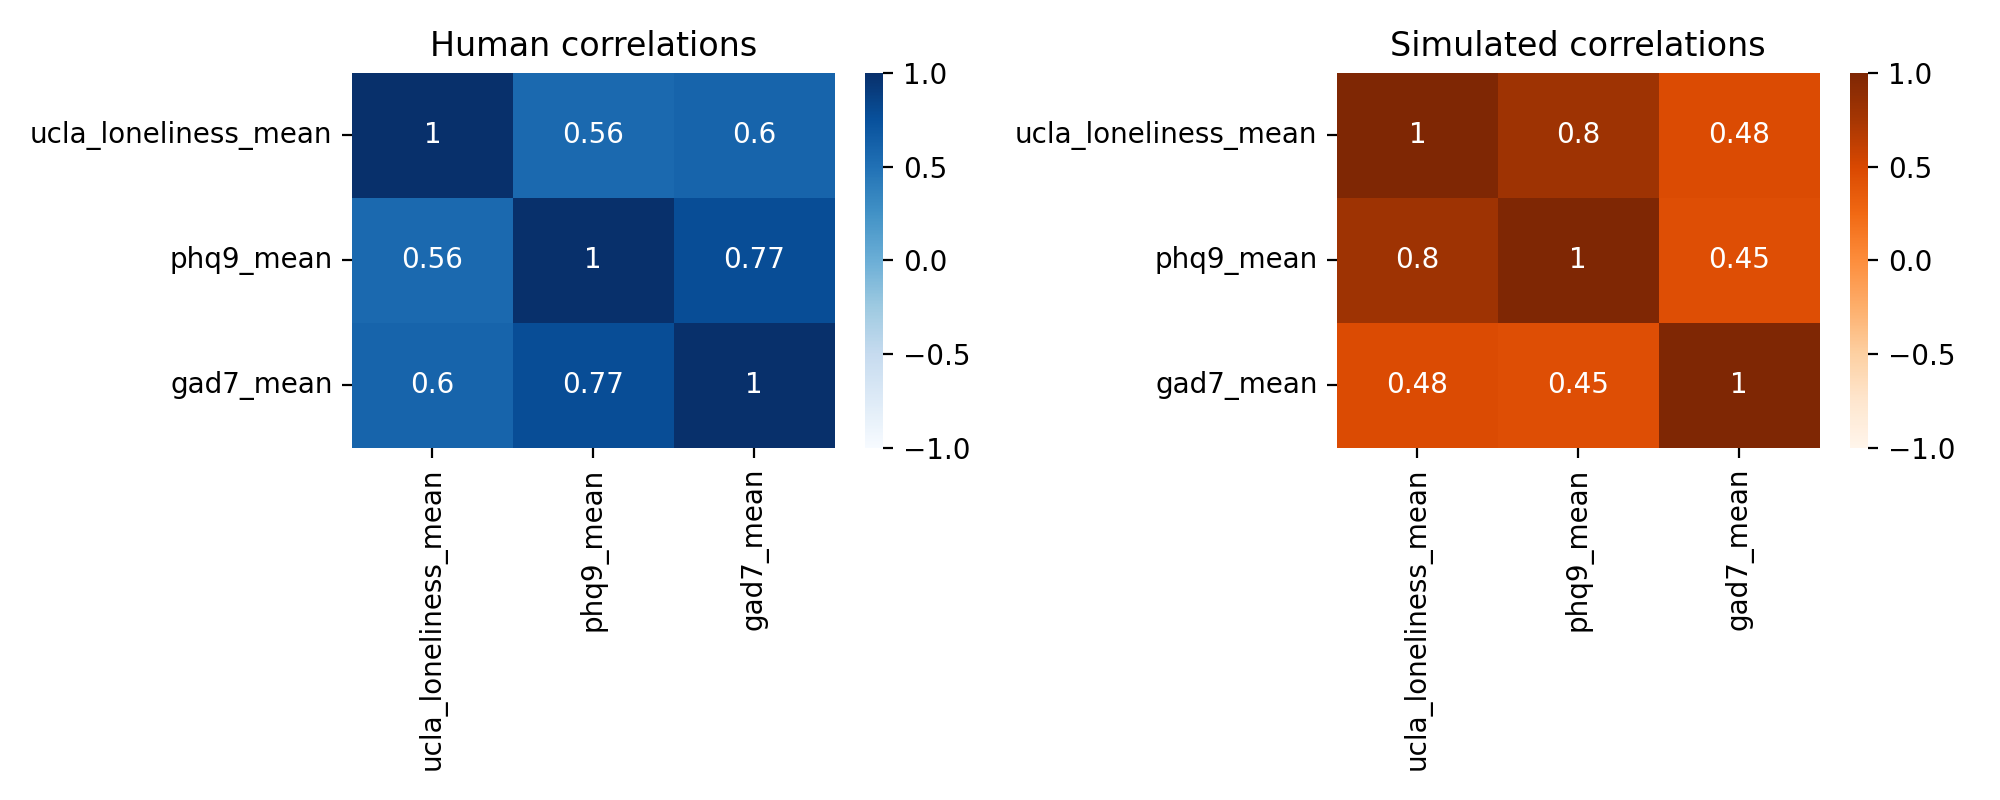 Human correlations
ucla_loneliness_mean 1 0.56 0.6
phq9_mean 0.56 1 0.77
gad7_mean 0.6 0.77 1
ucla_loneliness_mean
phq9_mean
gad7_mean
1.0
0.5
0.0
−0.5
−1.0
Simulated correlations
ucla_loneliness_mean 1 0.8 0.48
phq9_mean 0.8 1 0.45
gad7_mean 0.48 0.45 1
ucla_loneliness_mean
phq9_mean
gad7_mean
1.0
0.5
0.0
−0.5
−1.0